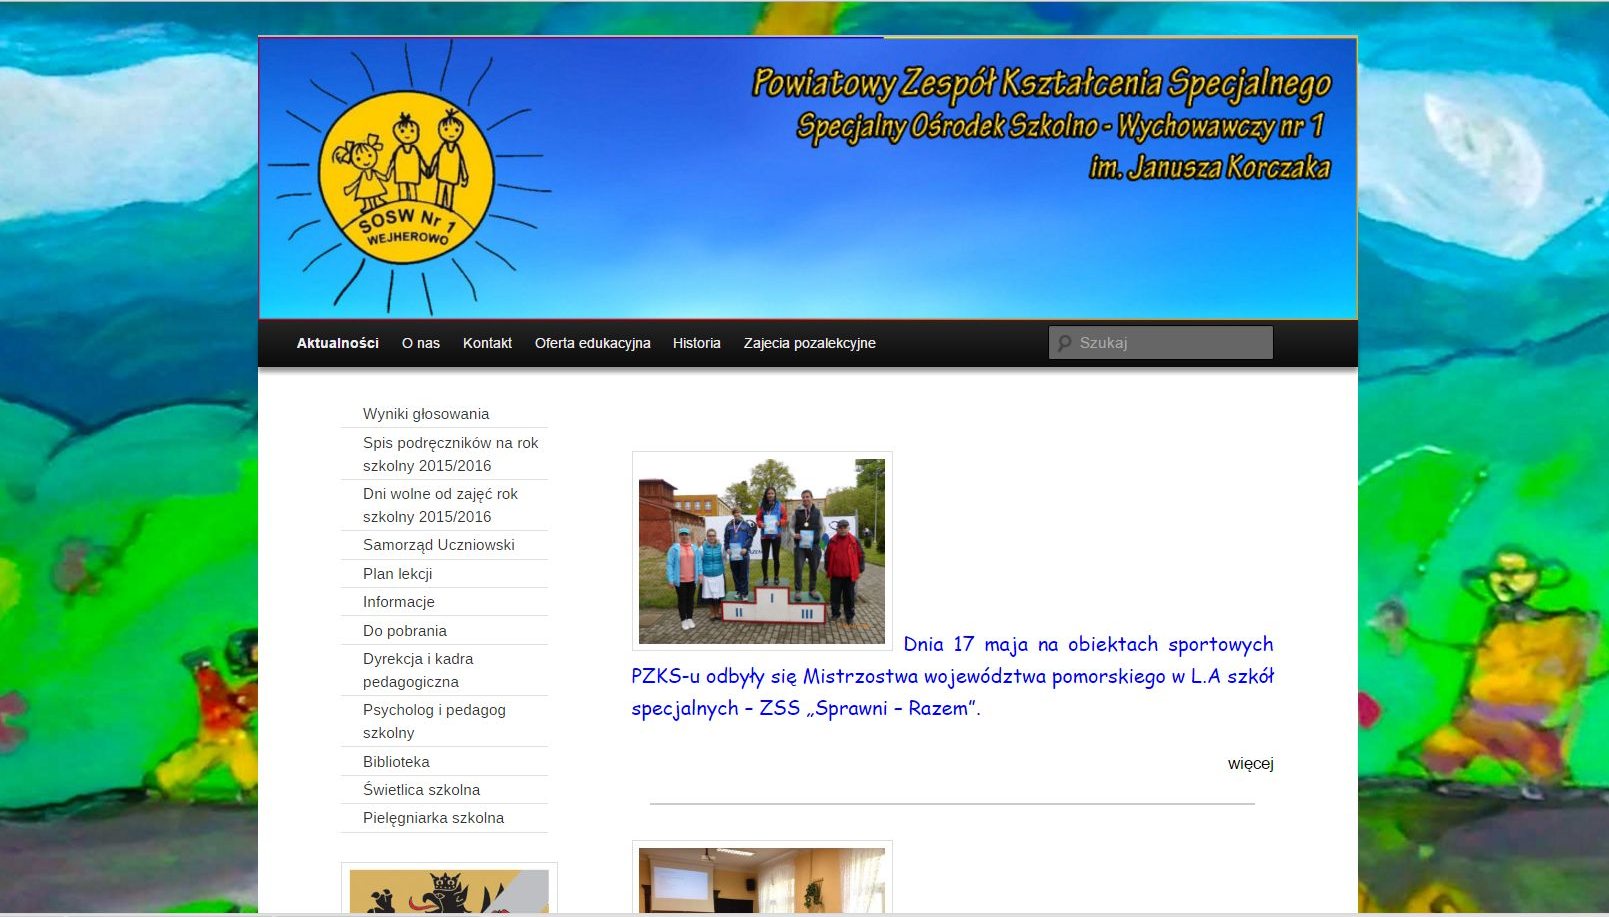 Powiatowy Zespół Kształcenia Specjalnego
Specjalny Ośrodek Szkolno - Wychowawczy nr 1
im. Janusza Korczaka
SOSW Nr 1
WEJHEROWO
Aktualności O nas Kontakt Oferta edukacyjna Historia Zajecia pozalekcyjne Szukaj
Wyniki głosowania
Spis podręczników na rok
szkolny 2015/2016
Dni wolne od zajęć rok
szkolny 2015/2016
Samorząd Uczniowski
Plan lekcji
Informacje
Do pobrania
Dyrekcja i kadra
pedagogiczna
Psycholog i pedagog
szkolny
Biblioteka
Świetlica szkolna
Pielęgniarka szkolna
II I III
Dnia 17 maja na obiektach sportowych
PZKS-u odbyły się Mistrzostwa województwa pomorskiego w L.A szkół
specjalnych – ZSS „Sprawni – Razem”.
więcej